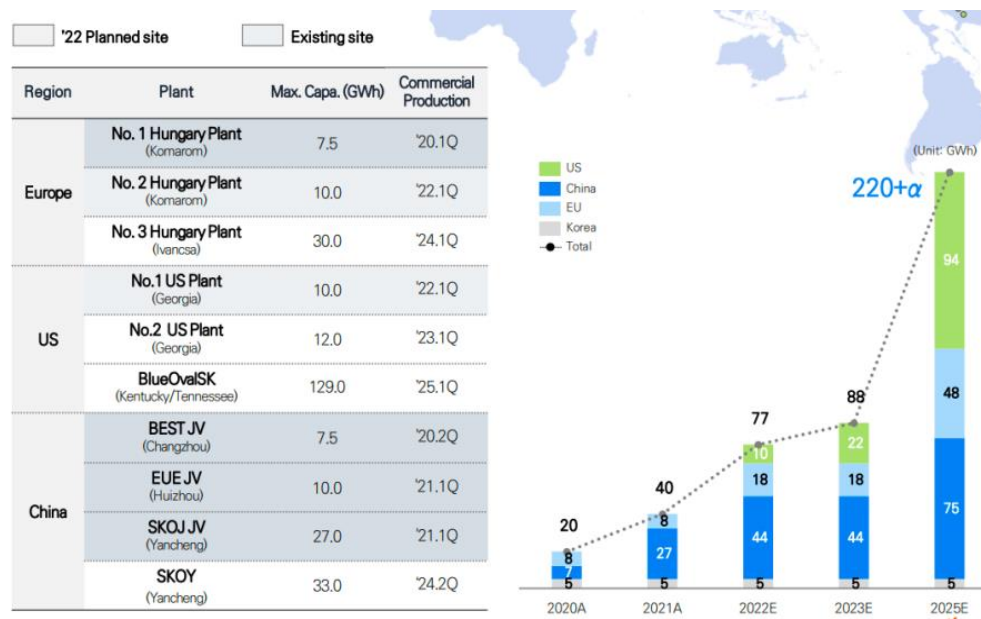 '22 Planned site
Existing site
Region Plant Max. Capa. (GWh) Commercial Production
Europe
No. 1 Hungary Plant
(Komarom)
7.5 '20.1Q
No. 2 Hungary Plant
(Komarom)
10.0 '22.1Q
No. 3 Hungary Plant
(Ivancsa)
30.0 '24.1Q
US
No.1 US Plant
(Georgia)
10.0 '22.1Q
No.2 US Plant
(Georgia)
12.0 '23.1Q
BlueOvalSK
(Kentucky/Tennessee)
129.0 '25.1Q
China
BEST JV
(Changzhou)
7.5 '20.2Q
EUE JV
(Huizhou)
10.0 '21.1Q
SKOJ JV
(Yancheng)
27.0 '21.1Q
SKOY
(Yancheng)
33.0 '24.2Q
(Unit: GWh)
US
China
EU
Korea
Total
220+α
20
8
7
5
40
8
27
5
77
10
18
44
5
88
22
18
44
5
94
48
75
5
2020A 2021A 2022E 2023E 2025E